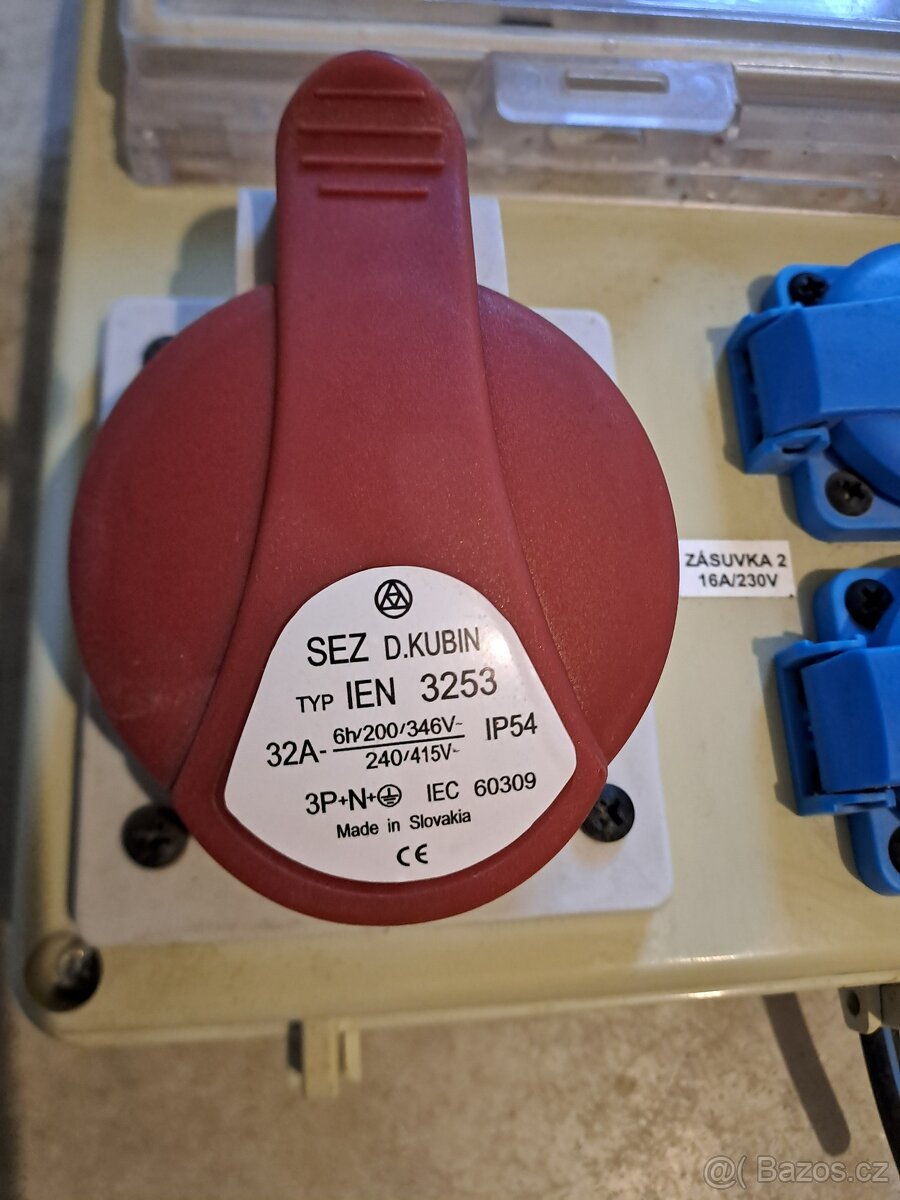 SEZ D.KUBIN
TYP IEN 3253
32A- 6h/200/346V~ IP54
240/415V~
3P+N+⏚ IEC 60309
Made in Slovakia
CE
ZÁSUVKA 2
16A/230V
@( Bazos.cz